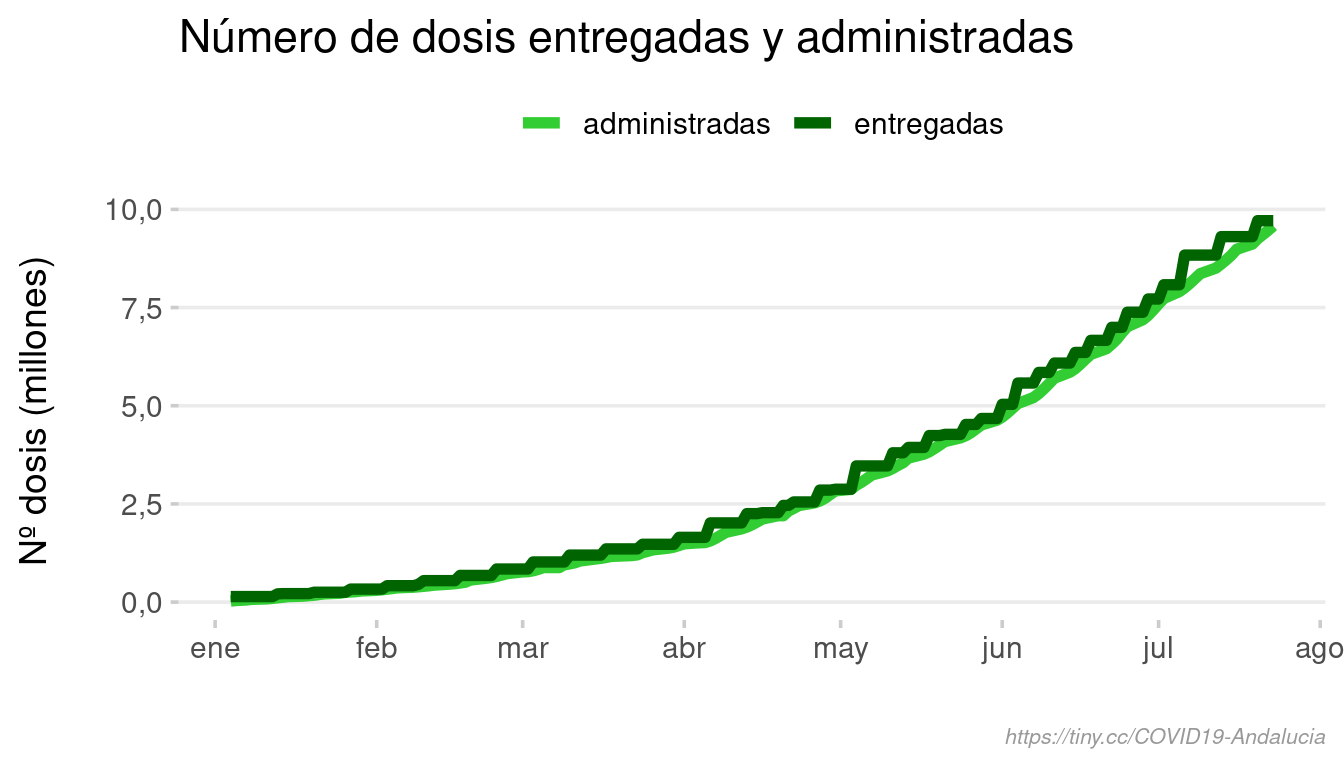 Número de dosis entregadas y administradas
administradas entregadas
Nº dosis (millones)
10,0
7,5
5,0
2,5
0,0
ene feb mar abr may jun jul ago
https://tiny.cc/COVID19-Andalucia